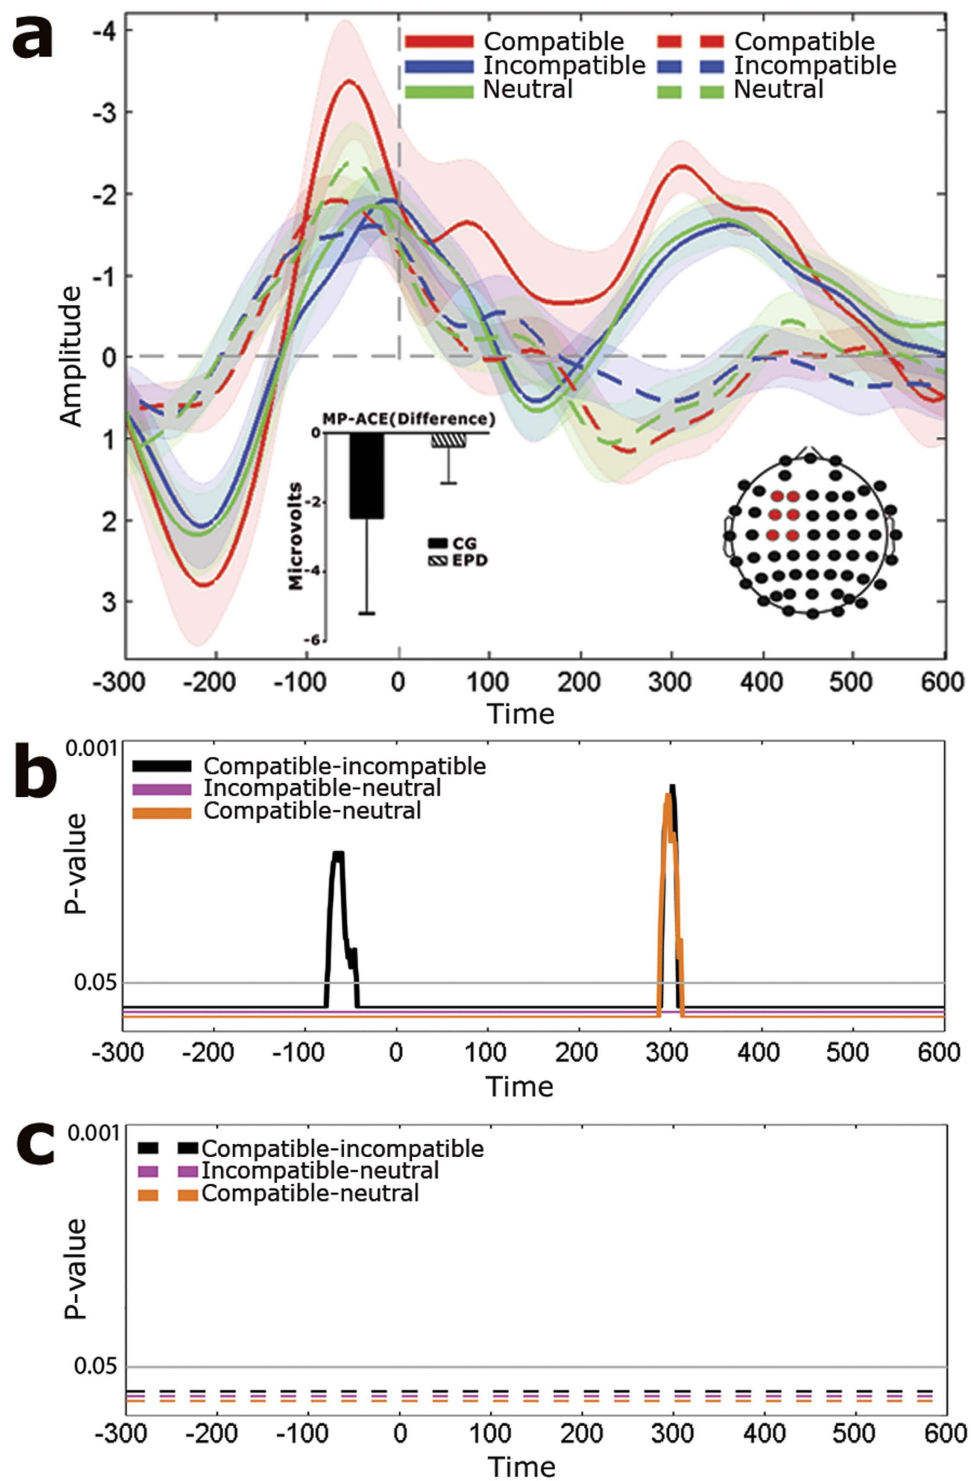 a
-4
-3
-2
-1
0
1
2
3
Amplitude
Compatible
Incompatible
Neutral
Compatible
Incompatible
Neutral
MP-ACE(Difference)
0
-2
-4
-6
Microvolts
CG
EPD
-300 -200 -100 0 100 200 300 400 500 600
Time
b
0.001
0.05
P-value
Compatible-incompatible
Incompatible-neutral
Compatible-neutral
-300 -200 -100 0 100 200 300 400 500 600
Time
c
0.001
0.05
P-value
Compatible-incompatible
Incompatible-neutral
Compatible-neutral
-300 -200 -100 0 100 200 300 400 500 600
Time